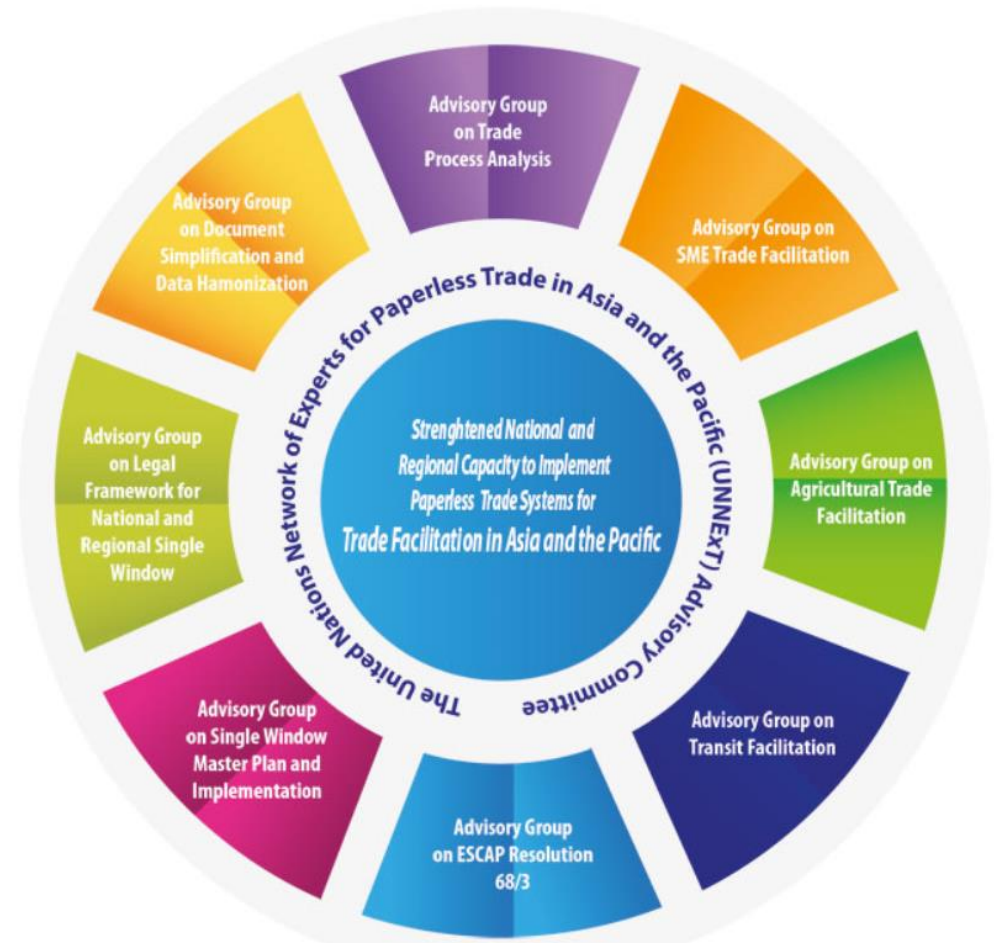 Advisory Group
on Trade
Process Analysis
Advisory Group on
SME Trade Facilitation
Advisory Group on
Agricultural Trade
Facilitation
Advisory Group on
Transit Facilitation
Advisory Group
on ESCAP Resolution
68/3
Advisory Group
on Single Window
Master Plan and
Implementation
Advisory Group
on Legal
Framework for
National and
Regional Single
Window
Advisory Group
on Document
Simplification and
Data Hamonization
The United Nations Network of Experts for Paperless Trade in Asia and the Pacific (UNNExT) Advisory Committee
Strenghtened National and
Regional Capacity to Implement
Paperless Trade Systems for
Trade Facilitation in Asia and the Pacific